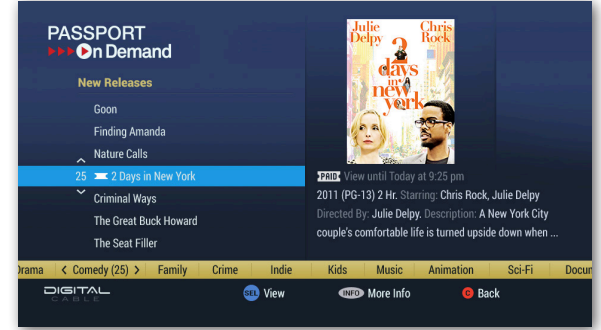 PASSPORT
On Demand
New Releases
Goon
Finding Amanda
Nature Calls
25 2 Days in New York
Criminal Ways
The Great Buck Howard
The Seat Filler
Julie Delpy
Chris Rock
2
days
in
new
york
PAID View until Today at 9:25 pm
2011 (PG-13) 2 Hr. Starring: Chris Rock, Julie Delpy
Directed By: Julie Delpy. Description: A New York City
couple's comfortable life is turned upside down when ...
Drama < Comedy (25) > Family Crime Indie Kids Music Animation Sci-Fi Docum
DIGITAL
CABLE
SEL View INFO More Info C Back